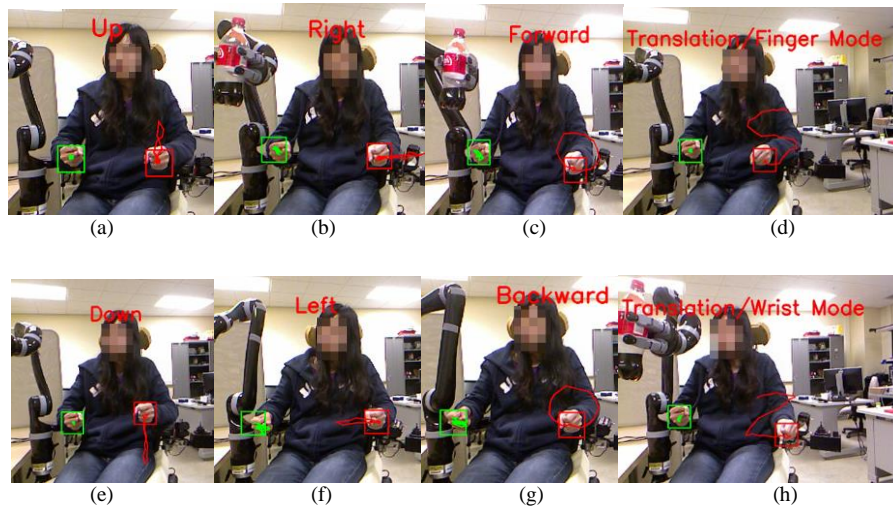 Up
Right
Forward
Translation/Finger Mode
(a)
(b)
(c)
(d)
Down
Left
Backward
Translation/Wrist Mode
(e)
(f)
(g)
(h)